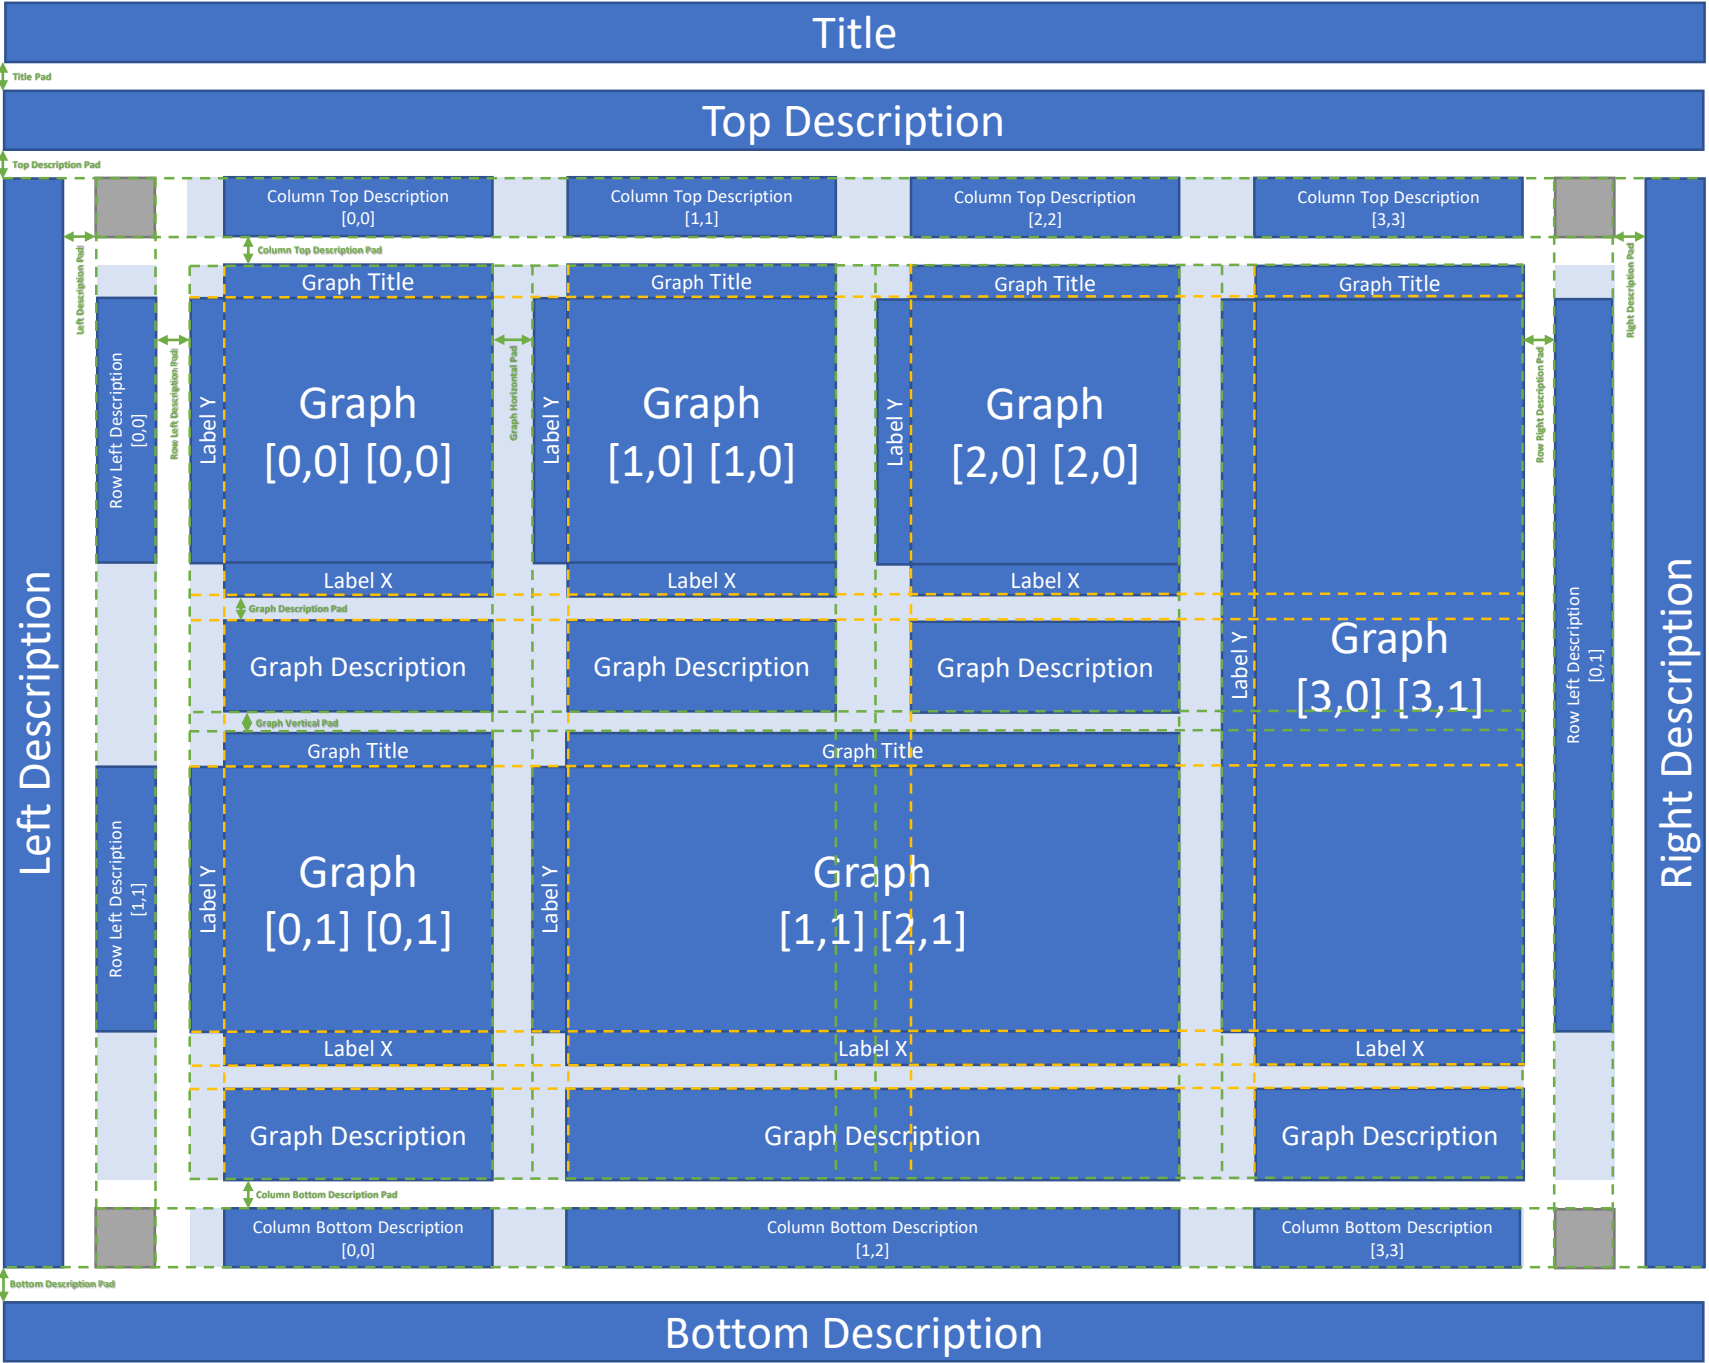 Title
Title Pad
Top Description
Top Description Pad
Column Top Description
[0,0]
Column Top Description
[1,1]
Column Top Description
[2,2]
Column Top Description
[3,3]
Column Top Description Pad
Left Description Pad
Right Description Pad
Graph Title
Graph Title
Graph Title
Graph Title
Left Description
Row Left Description
[0,0]
Row Left Description Pad
Label Y
Graph
[0,0] [0,0]
Graph Horizontal Pad
Label Y
Graph
[1,0] [1,0]
Label Y
Graph
[2,0] [2,0]
Label Y
Graph
[3,0] [3,1]
Row Right Description Pad
Row Left Description
[0,1]
Right Description
Label X
Label X
Label X
Graph Description Pad
Graph Description
Graph Description
Graph Description
Graph Vertical Pad
Graph Title
Graph Title
Row Left Description
[1,1]
Label Y
Graph
[0,1] [0,1]
Label Y
Graph
[1,1] [2,1]
Label X
Label X
Label X
Graph Description
Graph Description
Graph Description
Column Bottom Description Pad
Column Bottom Description
[0,0]
Column Bottom Description
[1,2]
Column Bottom Description
[3,3]
Bottom Description Pad
Bottom Description